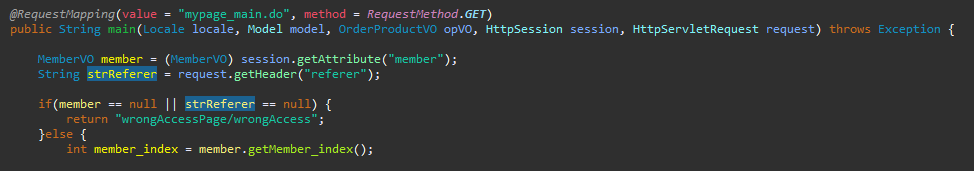 @RequestMapping(value = "mypage_main.do", method = RequestMethod.GET)
public String main(Locale locale, Model model, OrderProductVO opVO, HttpSession session, HttpServletRequest request) throws Exception {
MemberVO member = (MemberVO) session.getAttribute("member");
String strReferer = request.getHeader("referer");
if(member == null || strReferer == null) {
return "wrongAccessPage/wrongAccess";
}else {
int member_index = member.getMember_index();